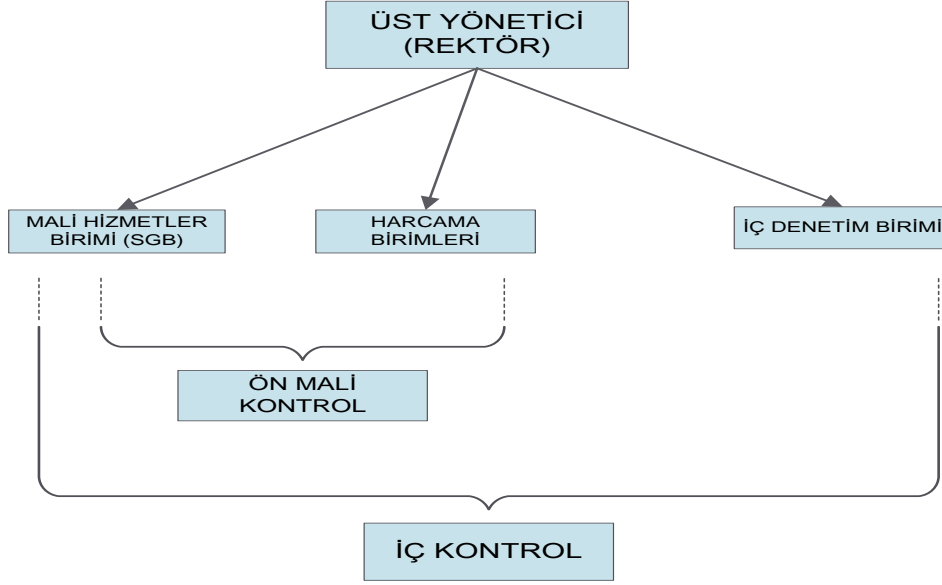 ÜST YÖNETİCİ
(REKTÖR)
MALİ HİZMETLER
BİRİMİ (SGB)
HARCAMA
BİRİMLERİ
İÇ DENETİM BİRİMİ
ÖN MALİ
KONTROL
İÇ KONTROL